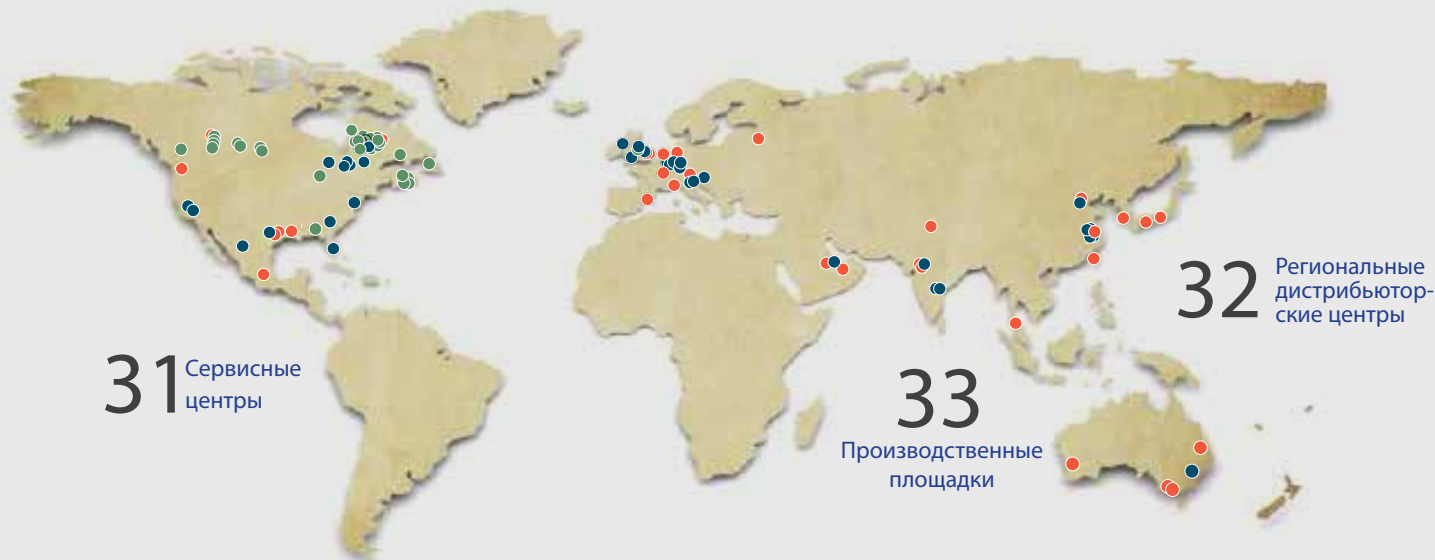 32
Региональные
дистрибьютор-
ские центры
31
Сервисные
центры
33
Производственные
площадки